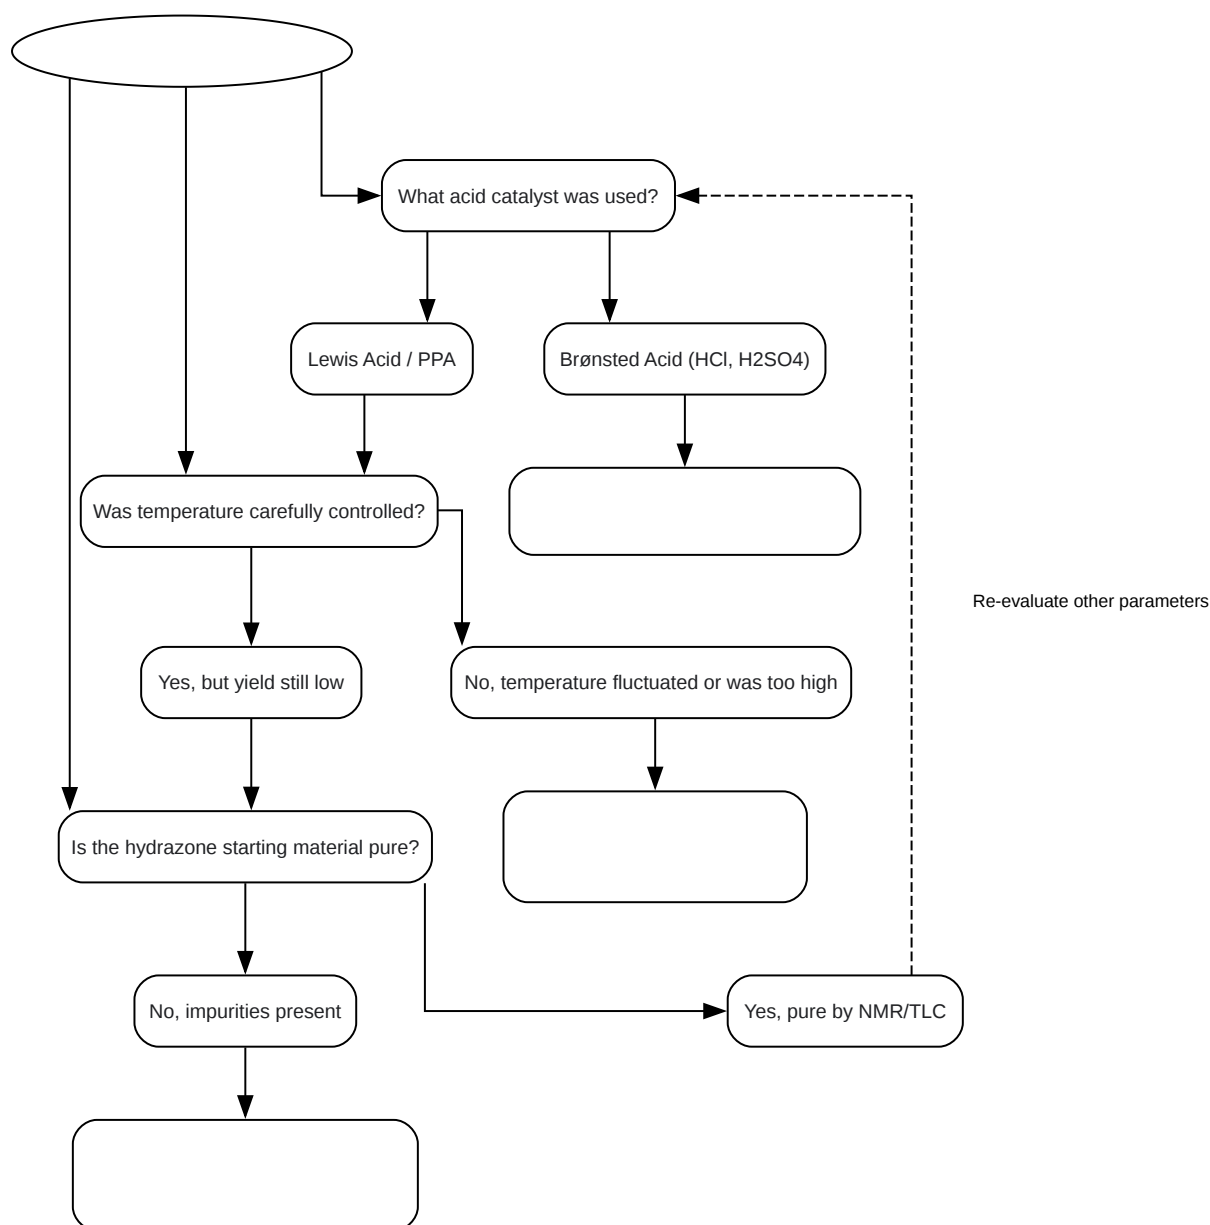 What acid catalyst was used?
Lewis Acid / PPA
Brønsted Acid (HCl, H2SO4)
Was temperature carefully controlled?
Re-evaluate other parameters
Yes, but yield still low
No, temperature fluctuated or was too high
Is the hydrazone starting material pure?
No, impurities present
Yes, pure by NMR/TLC